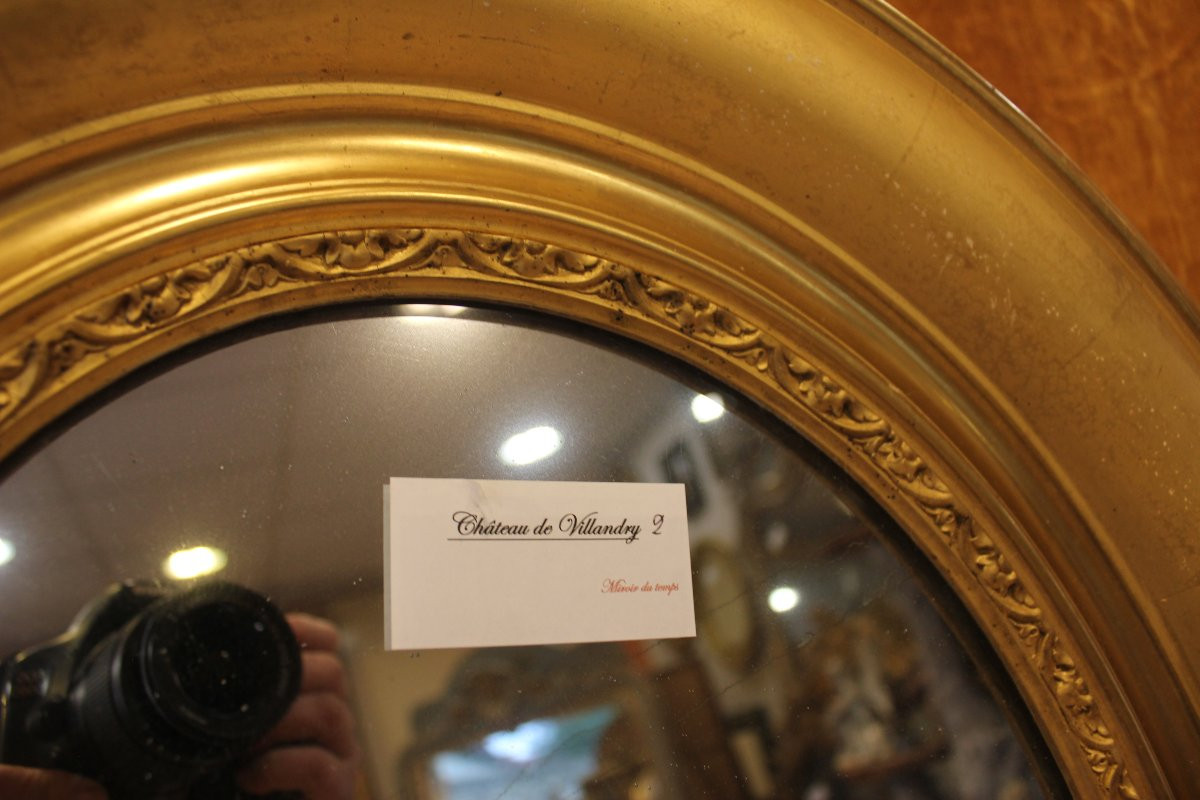 Château de Villandry 2
Miroir du temps